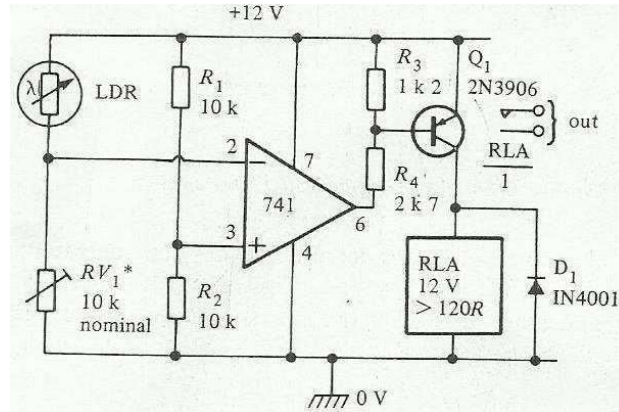 +12 V
λ
LDR
R₁
10 k
R₃
1 k 2
Q₁
2N3906
out
RLA
1
2
7
741
6
3
4
R₄
2 k 7
RV₁*
10 k
nominal
R₂
10 k
RLA
12 V
> 120R
D₁
IN4001
0 V